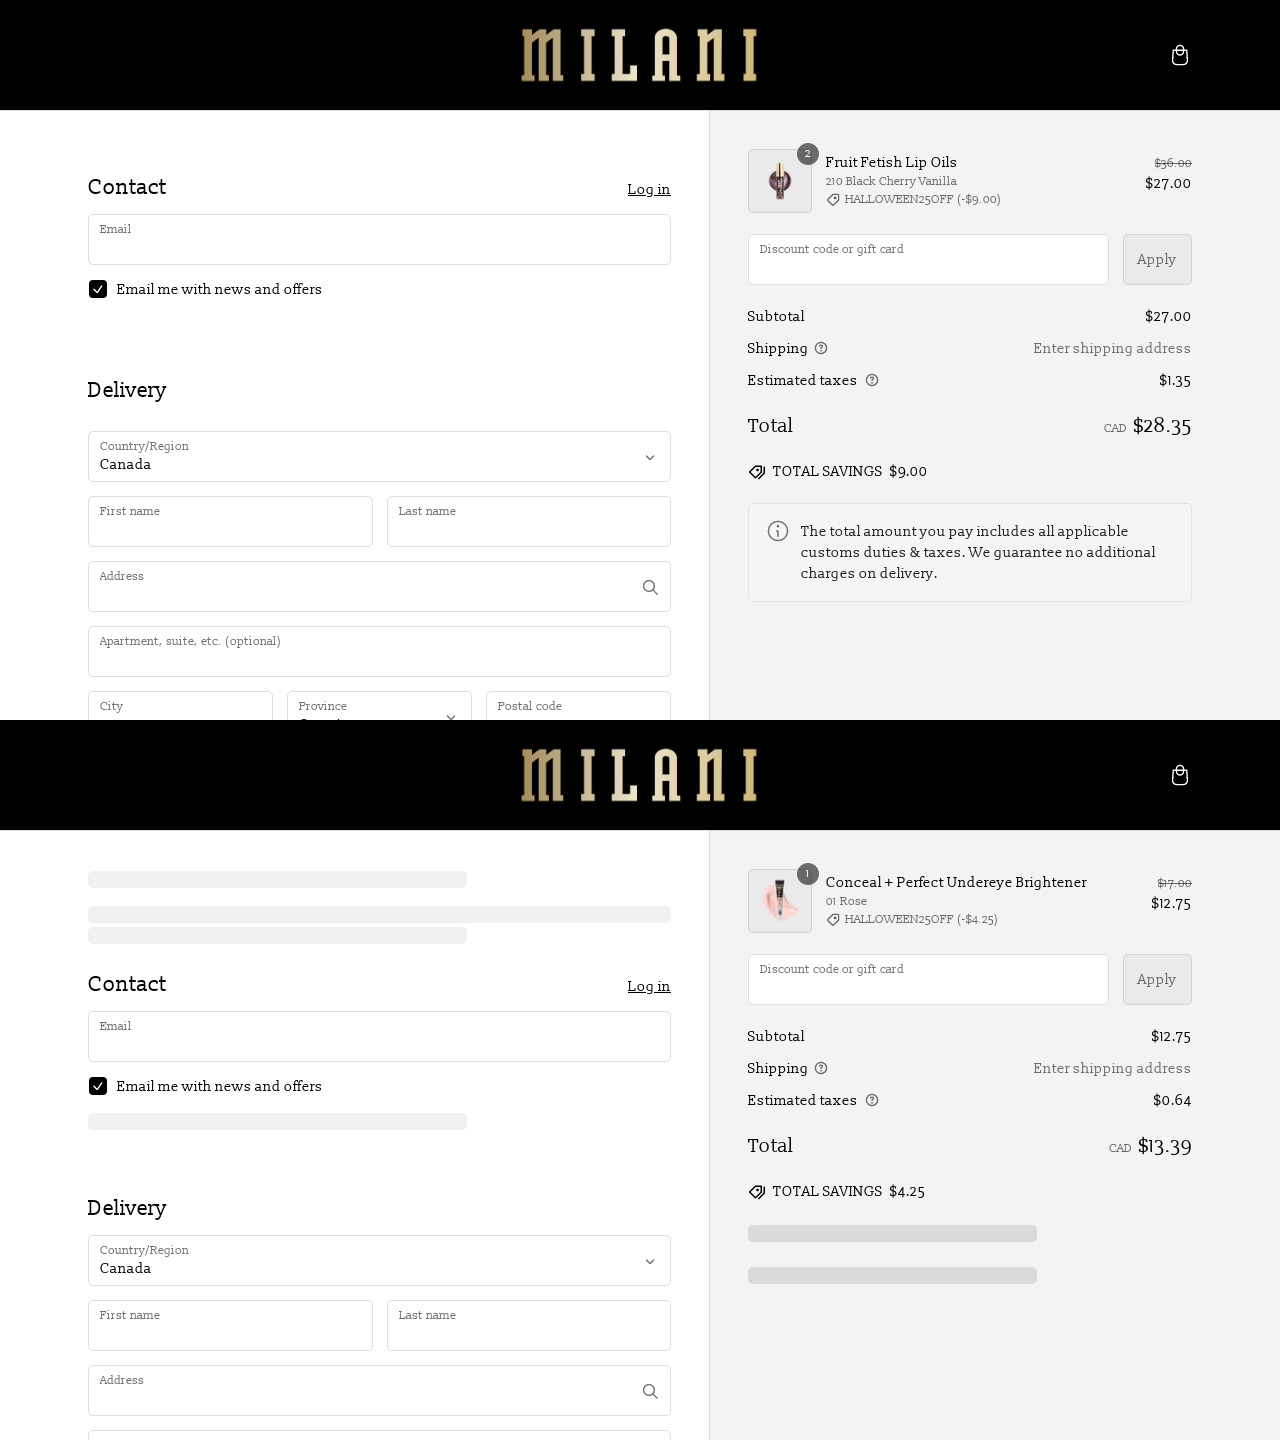 MILANI
Contact
Log in
Email
Email me with news and offers
Delivery
Country/Region
Canada
First name
Last name
Address
Apartment, suite, etc. (optional)
City
Province
Postal code
2
Fruit Fetish Lip Oils
$36.00
210 Black Cherry Vanilla
$27.00
HALLOWEEN25OFF (-$9.00)
Discount code or gift card
Apply
Subtotal
$27.00
Shipping
Enter shipping address
Estimated taxes
$1.35
Total
CAD $28.35
TOTAL SAVINGS $9.00
The total amount you pay includes all applicable
customs duties & taxes. We guarantee no additional
charges on delivery.
MILANI
Contact
Log in
Email
Email me with news and offers
Delivery
Country/Region
Canada
First name
Last name
Address
1
Conceal + Perfect Undereye Brightener
$17.00
01 Rose
$12.75
HALLOWEEN25OFF (-$4.25)
Discount code or gift card
Apply
Subtotal
$12.75
Shipping
Enter shipping address
Estimated taxes
$0.64
Total
CAD $13.39
TOTAL SAVINGS $4.25